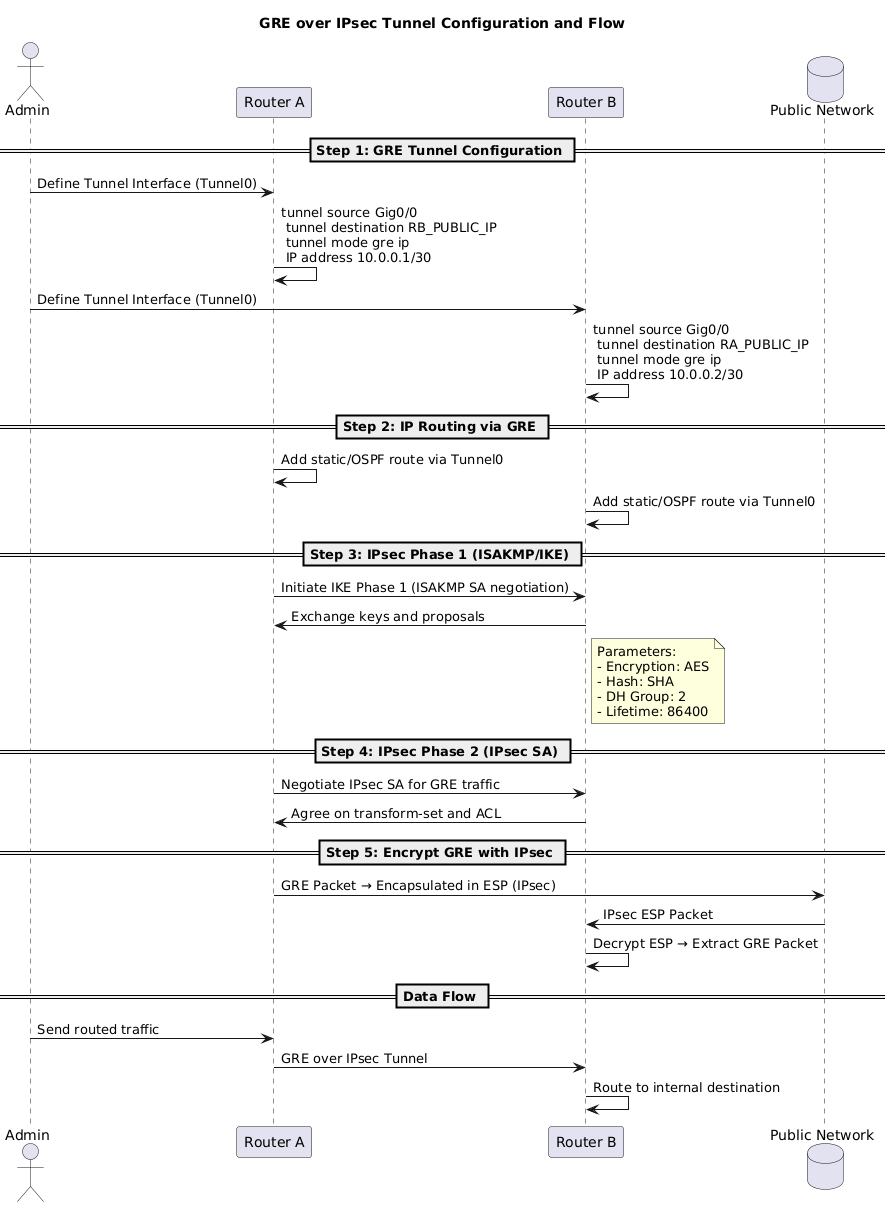 GRE over IPsec Tunnel Configuration and Flow
Admin
Router A
Router B
Public Network
Step 1: GRE Tunnel Configuration
Define Tunnel Interface (Tunnel0)
tunnel source Gig0/0
tunnel destination RB_PUBLIC_IP
tunnel mode gre ip
IP address 10.0.0.1/30
Define Tunnel Interface (Tunnel0)
tunnel source Gig0/0
tunnel destination RA_PUBLIC_IP
tunnel mode gre ip
IP address 10.0.0.2/30
Step 2: IP Routing via GRE
Add static/OSPF route via Tunnel0
Add static/OSPF route via Tunnel0
Step 3: IPsec Phase 1 (ISAKMP/IKE)
Initiate IKE Phase 1 (ISAKMP SA negotiation)
Exchange keys and proposals
Parameters:
- Encryption: AES
- Hash: SHA
- DH Group: 2
- Lifetime: 86400
Step 4: IPsec Phase 2 (IPsec SA)
Negotiate IPsec SA for GRE traffic
Agree on transform-set and ACL
Step 5: Encrypt GRE with IPsec
GRE Packet → Encapsulated in ESP (IPsec)
IPsec ESP Packet
Decrypt ESP → Extract GRE Packet
Data Flow
Send routed traffic
GRE over IPsec Tunnel
Route to internal destination
Admin
Router A
Router B
Public Network